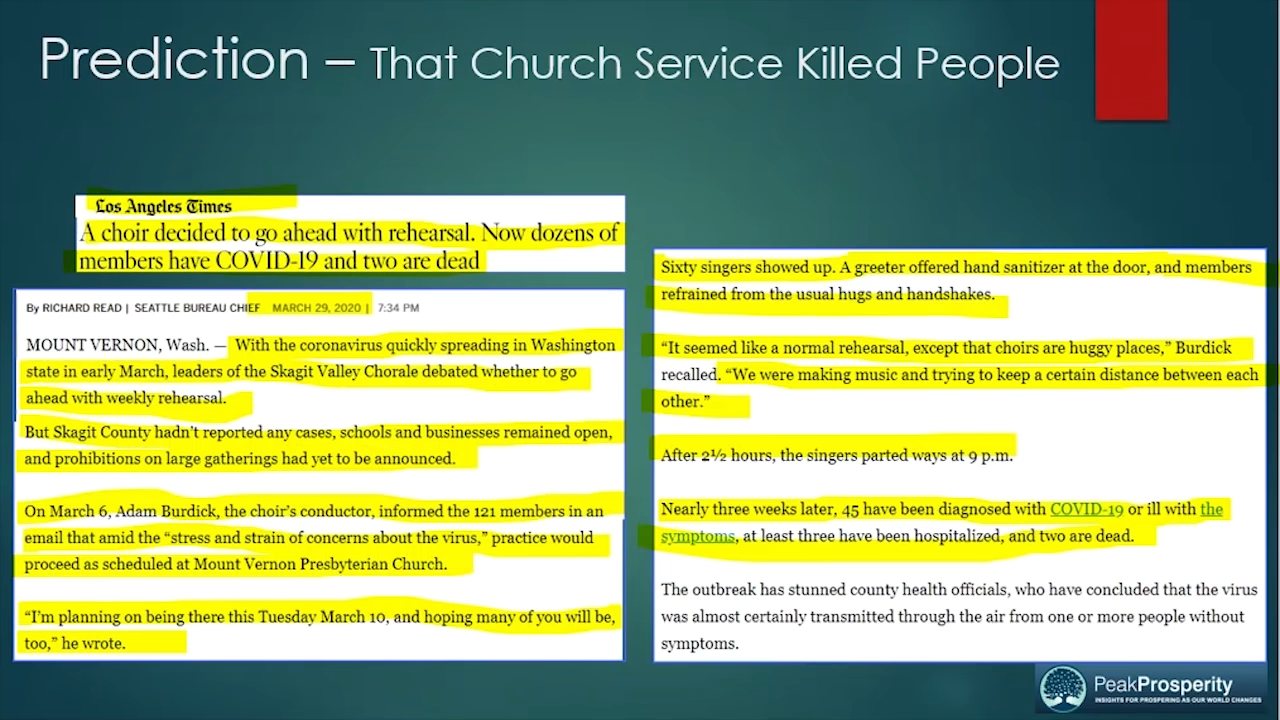 Prediction – That Church Service Killed People
Los Angeles Times
A choir decided to go ahead with rehearsal. Now dozens of
members have COVID-19 and two are dead
By RICHARD READ | SEATTLE BUREAU CHIEF MARCH 29, 2020 | 7:34 PM
MOUNT VERNON, Wash. — With the coronavirus quickly spreading in Washington
state in early March, leaders of the Skagit Valley Chorale debated whether to go
ahead with weekly rehearsal.
But Skagit County hadn't reported any cases, schools and businesses remained open,
and prohibitions on large gatherings had yet to be announced.
On March 6, Adam Burdick, the choir's conductor, informed the 121 members in an
email that amid the “stress and strain of concerns about the virus,” practice would
proceed as scheduled at Mount Vernon Presbyterian Church.
“I'm planning on being there this Tuesday March 10, and hoping many of you will be,
too,” he wrote.
Sixty singers showed up. A greeter offered hand sanitizer at the door, and members
refrained from the usual hugs and handshakes.
“It seemed like a normal rehearsal, except that choirs are huggy places,” Burdick
recalled. “We were making music and trying to keep a certain distance between each
other.”
After 2½ hours, the singers parted ways at 9 p.m.
Nearly three weeks later, 45 have been diagnosed with COVID-19 or ill with the
symptoms, at least three have been hospitalized, and two are dead.
The outbreak has stunned county health officials, who have concluded that the virus
was almost certainly transmitted through the air from one or more people without
symptoms.
PeakProsperity
INSIGHTS FOR PROSPERING AS OUR WORLD CHANGES